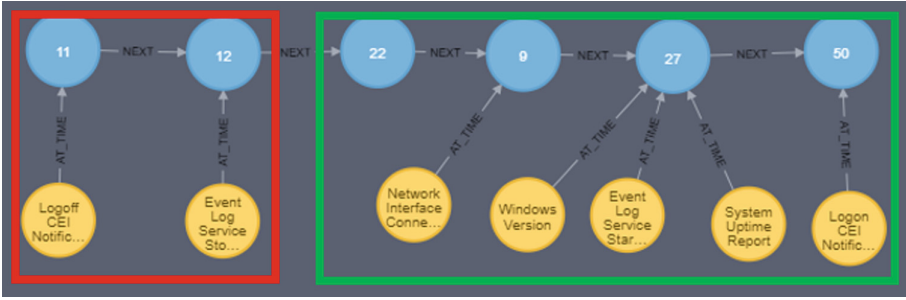 11 NEXT 12 NEXT 22 NEXT 9 NEXT 27 NEXT 50
AT_TIME AT_TIME AT_TIME AT_TIME AT_TIME AT_TIME AT_TIME
Logoff
CEI
Notific...
Event
Log
Service
Sto...
Network
Interface
Conne...
Windows
Version
Event
Log
Service
Star...
System
Uptime
Report
Logon
CEI
Notific...